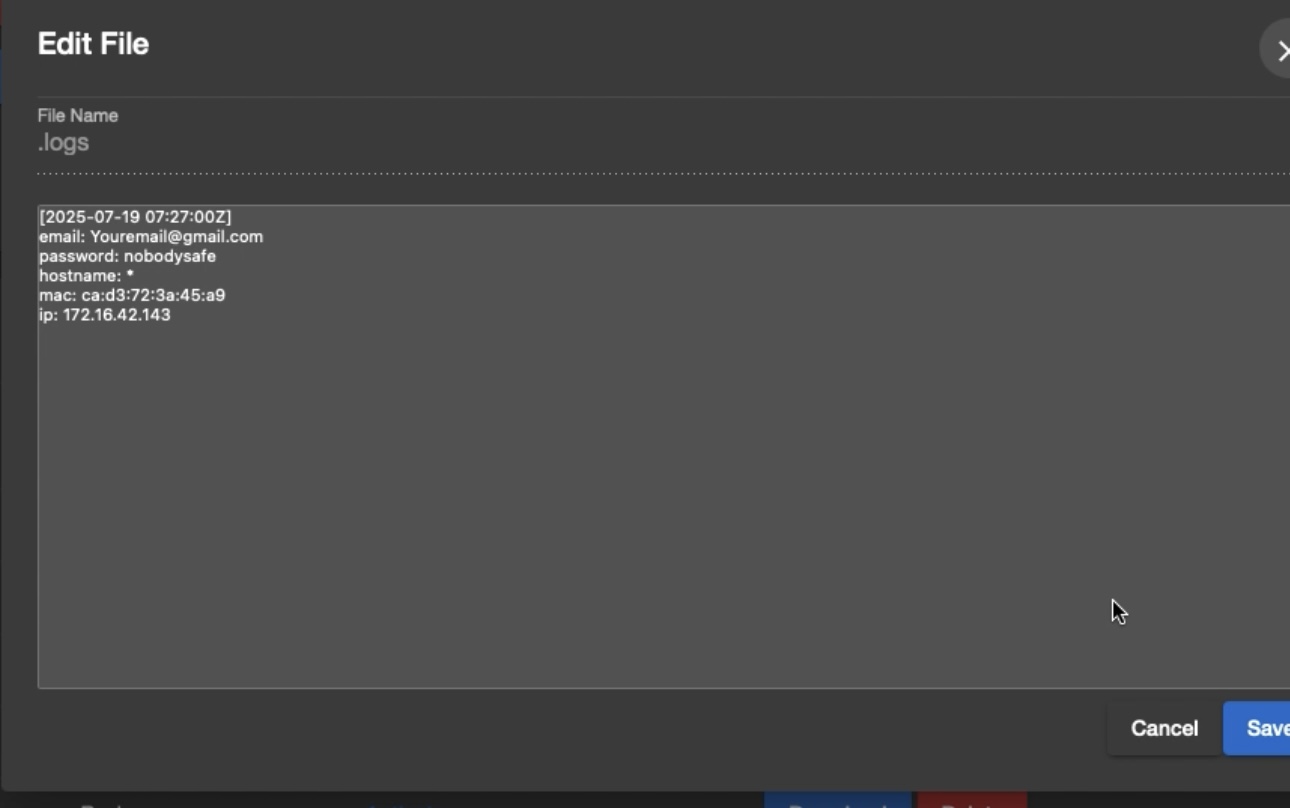 Edit File
File Name
.logs
[2025-07-19 07:27:00Z]
email: Youremail@gmail.com
password: nobodysafe
hostname: *
mac: ca:d3:72:3a:45:a9
ip: 172.16.42.143
Cancel
Save